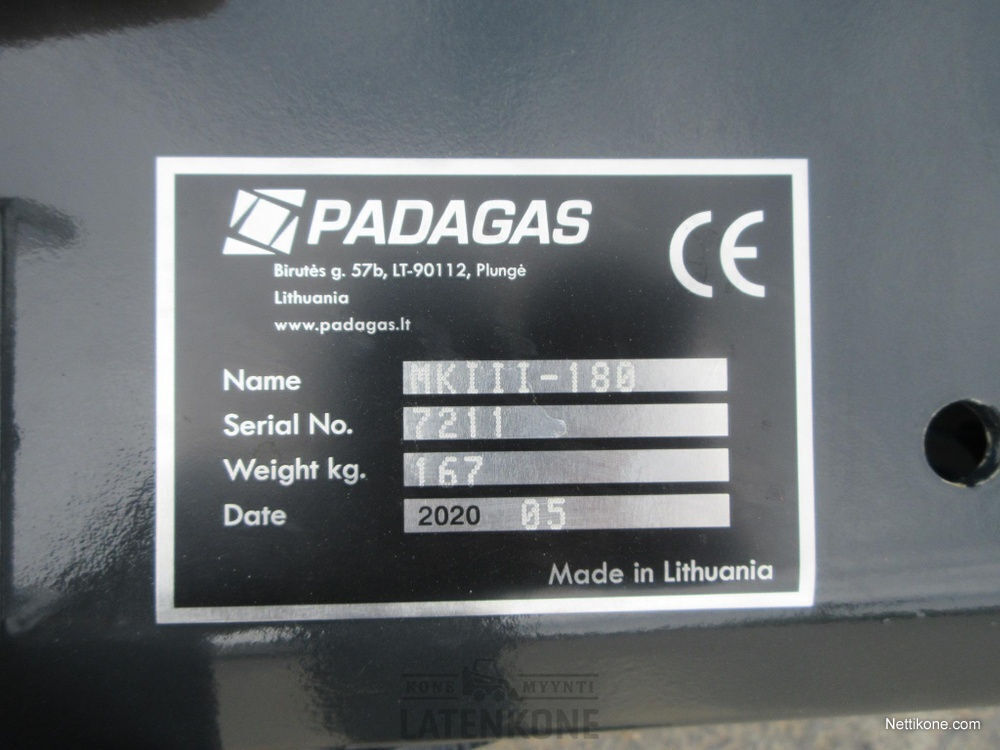 PADAGAS
CE
Birutės g. 57b, LT-90112, Plungė
Lithuania
www.padagas.lt
Name MKIII-180
Serial No. 7211
Weight kg. 167
Date 2020 05
Made in Lithuania
KONE MYYNTI
LATENKONE
Nettikone.com